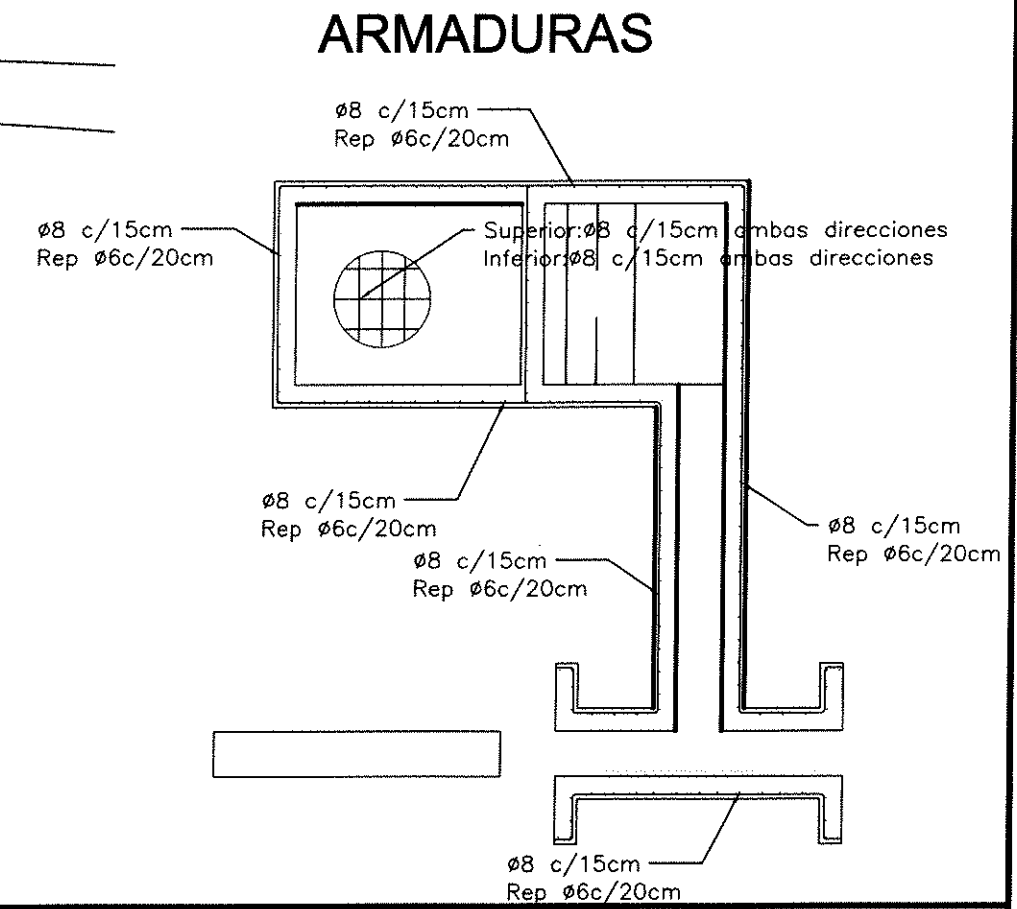 ARMADURAS
ø8 c/15cm
Rep ø6c/20cm
ø8 c/15cm
Rep ø6c/20cm
Superior:ø8 c/15cm ambas direcciones
Inferior:ø8 c/15cm ambas direcciones
ø8 c/15cm
Rep ø6c/20cm
ø8 c/15cm
Rep ø6c/20cm
ø8 c/15cm
Rep ø6c/20cm
ø8 c/15cm
Rep ø6c/20cm